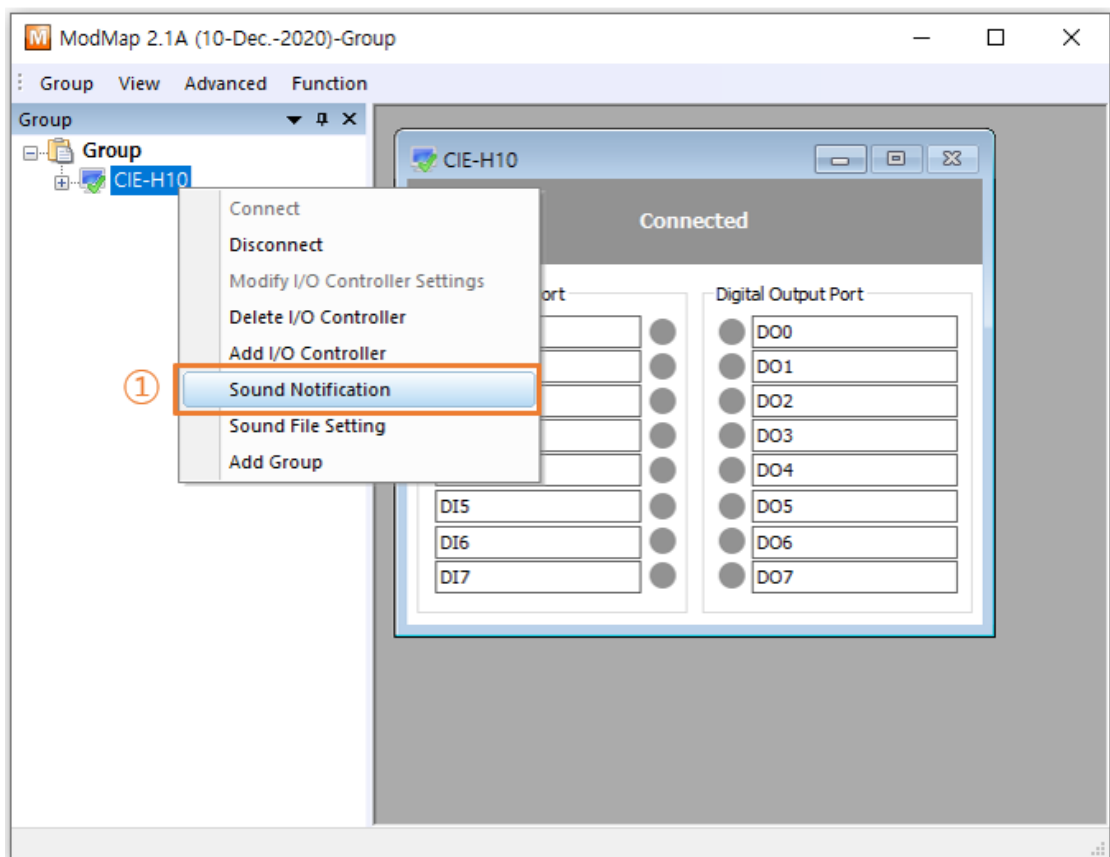 ModMap 2.1A (10-Dec.-2020)-Group
Group View Advanced Function
Group
Group
CIE-H10
Connect
Disconnect
Modify I/O Controller Settings
Delete I/O Controller
Add I/O Controller
① Sound Notification
Sound File Setting
Add Group
CIE-H10
Connected
ort
DI5
DI6
DI7
Digital Output Port
DO0
DO1
DO2
DO3
DO4
DO5
DO6
DO7